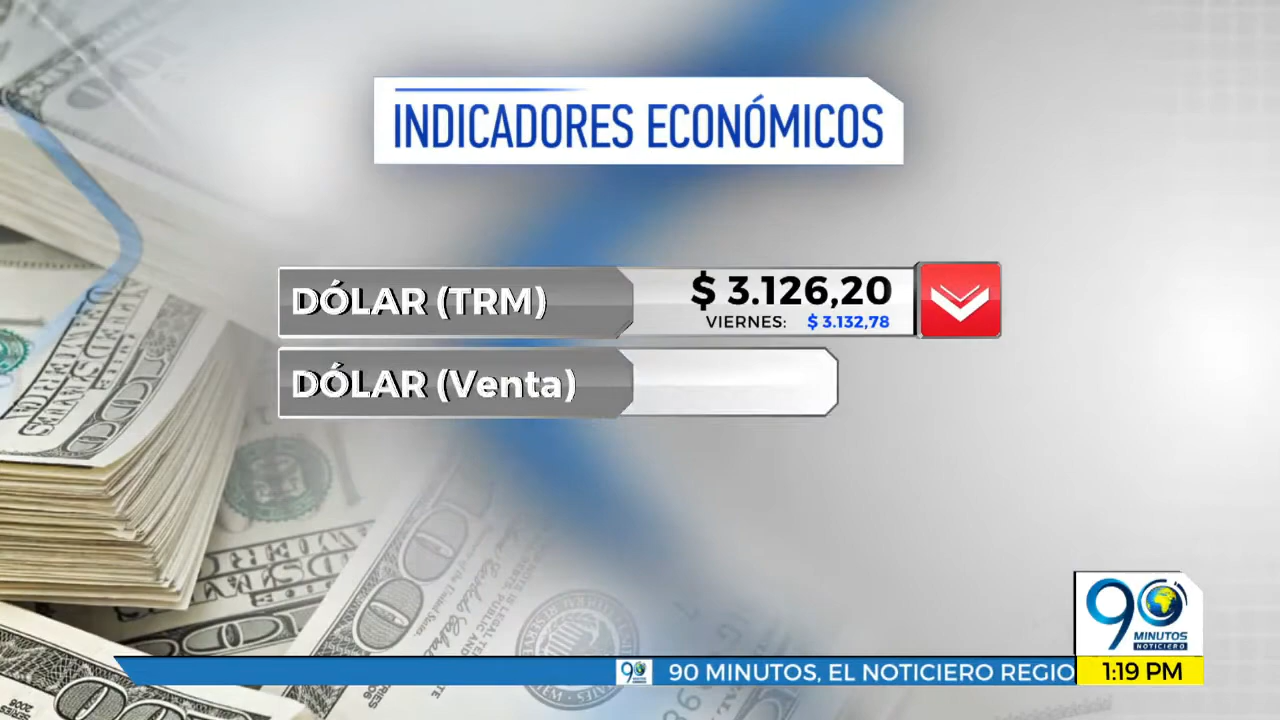 INDICADORES ECONÓMICOS
DÓLAR (TRM)
$ 3.126,20
VIERNES: $ 3.132,78
DÓLAR (Venta)
90
MINUTOS
NOTICIERO
90
90 MINUTOS, EL NOTICIERO REGIO
1:19 PM